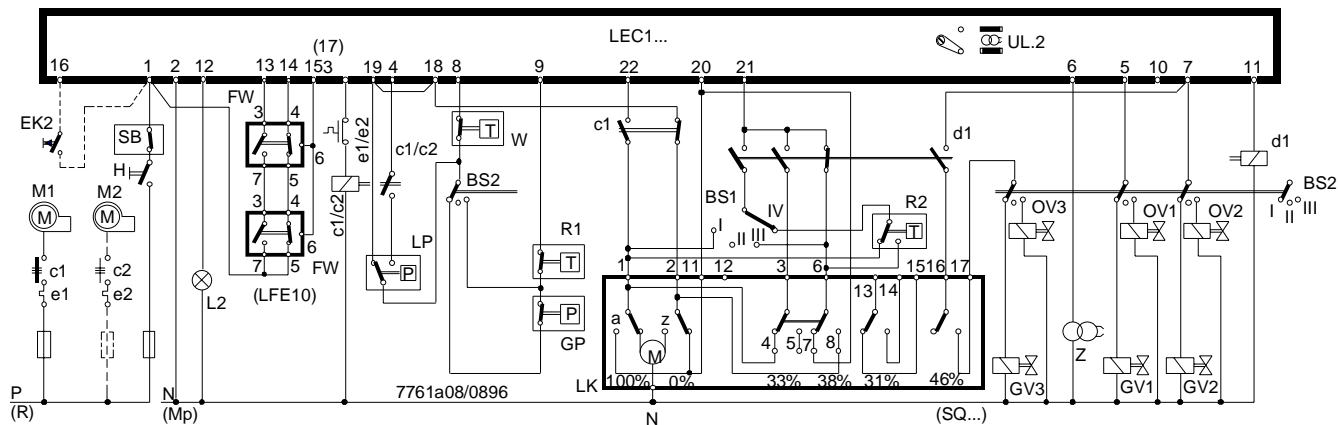 LEC1...
UL.2
(17)
16 1 2 12 13 14 15 3 19 4 18 8 9 22 20 21 6 5 10 7 11
FW 3 4
EK2 SB T W c1 d1 d1
6
H e1/e2 c1/c2
7 5 BS2 BS1 IV R2 BS2
M1 M2 3 4 I II III T OV3 OV1 OV2 I II III
M M c1/c2 R1
6 LP T
7 5 FW P 1 2 11 12 3 6 13 14 15 16 17
c1 c2 (LFE10)
e1 e2 L2 P a z
GP M 4 5 7 8 Z
LK 100% 0% 33% 38% 31% 46% GV3 GV1 GV2
P N 7761a08/0896
(R) (Mp) N (SQ...)